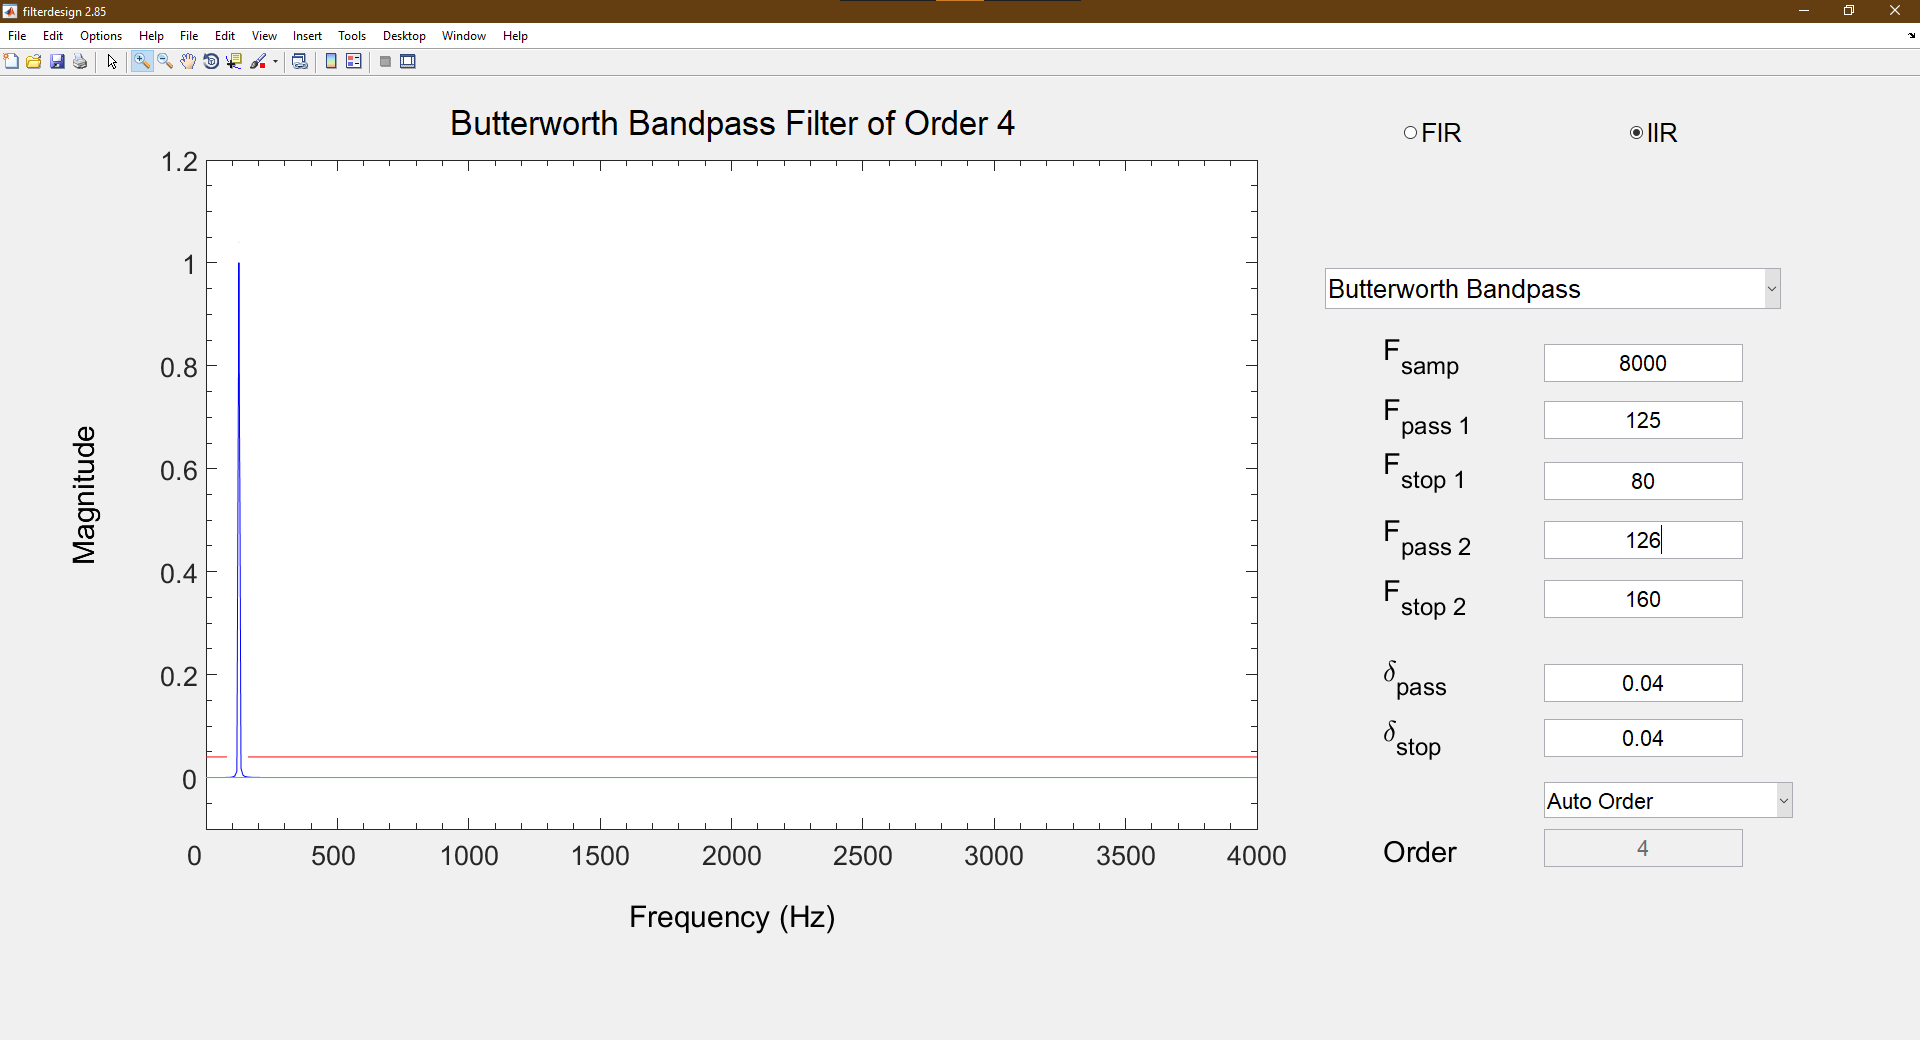 filterdesign 2.85
File Edit Options Help File Edit View Insert Tools Desktop Window Help
Butterworth Bandpass Filter of Order 4
1.2
1
0.8
0.6
0.4
0.2
0
Magnitude
0 500 1000 1500 2000 2500 3000 3500 4000
Frequency (Hz)
FIR IIR
Butterworth Bandpass
F samp 8000
F pass 1 125
F stop 1 80
F pass 2 126
F stop 2 160
δ pass 0.04
δ stop 0.04
Auto Order
Order 4